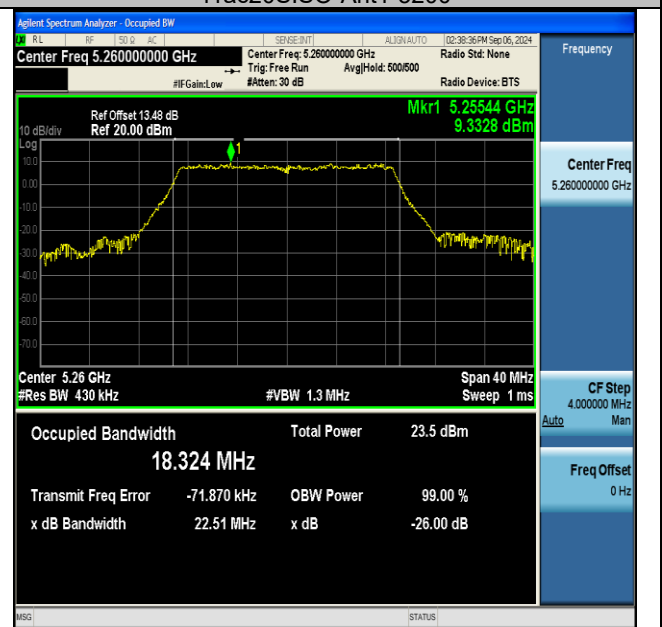 Agilent Spectrum Analyzer - Occupied BW
RL RF 50 Ω AC SENSE:INT ALIGN AUTO 02:38:36 PM Sep 06, 2024
Center Freq 5.260000000 GHz
Center Freq: 5.260000000 GHz Radio Std: None
Trig: Free Run Avg|Hold: 500/500
#IFGain:Low #Atten: 30 dB Radio Device: BTS
Frequency
Ref Offset 13.48 dB
10 dB/div Ref 20.00 dBm
Mkr1 5.25544 GHz
9.3328 dBm
Log
10.0
0.00
-10.0
-20.0
-30.0
-40.0
-50.0
-60.0
-70.0
1
Center 5.26 GHz Span 40 MHz
#Res BW 430 kHz #VBW 1.3 MHz Sweep 1 ms
Occupied Bandwidth Total Power 23.5 dBm
18.324 MHz
Transmit Freq Error -71.870 kHz OBW Power 99.00 %
x dB Bandwidth 22.51 MHz x dB -26.00 dB
Center Freq
5.260000000 GHz
CF Step
4.000000 MHz
Auto Man
Freq Offset
0 Hz
MSG STATUS